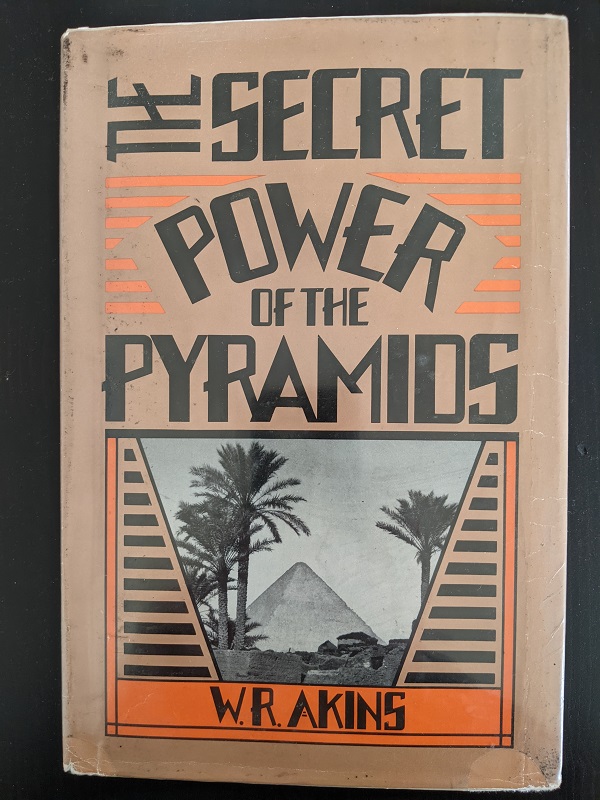 THE SECRET
POWER
OF THE
PYRAMIDS
W.R. AKINS